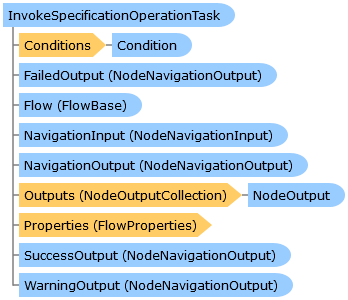 InvokeSpecificationOperationTask
Conditions Condition
FailedOutput (NodeNavigationOutput)
Flow (FlowBase)
NavigationInput (NodeNavigationInput)
NavigationOutput (NodeNavigationOutput)
Outputs (NodeOutputCollection) NodeOutput
Properties (FlowProperties)
SuccessOutput (NodeNavigationOutput)
WarningOutput (NodeNavigationOutput)